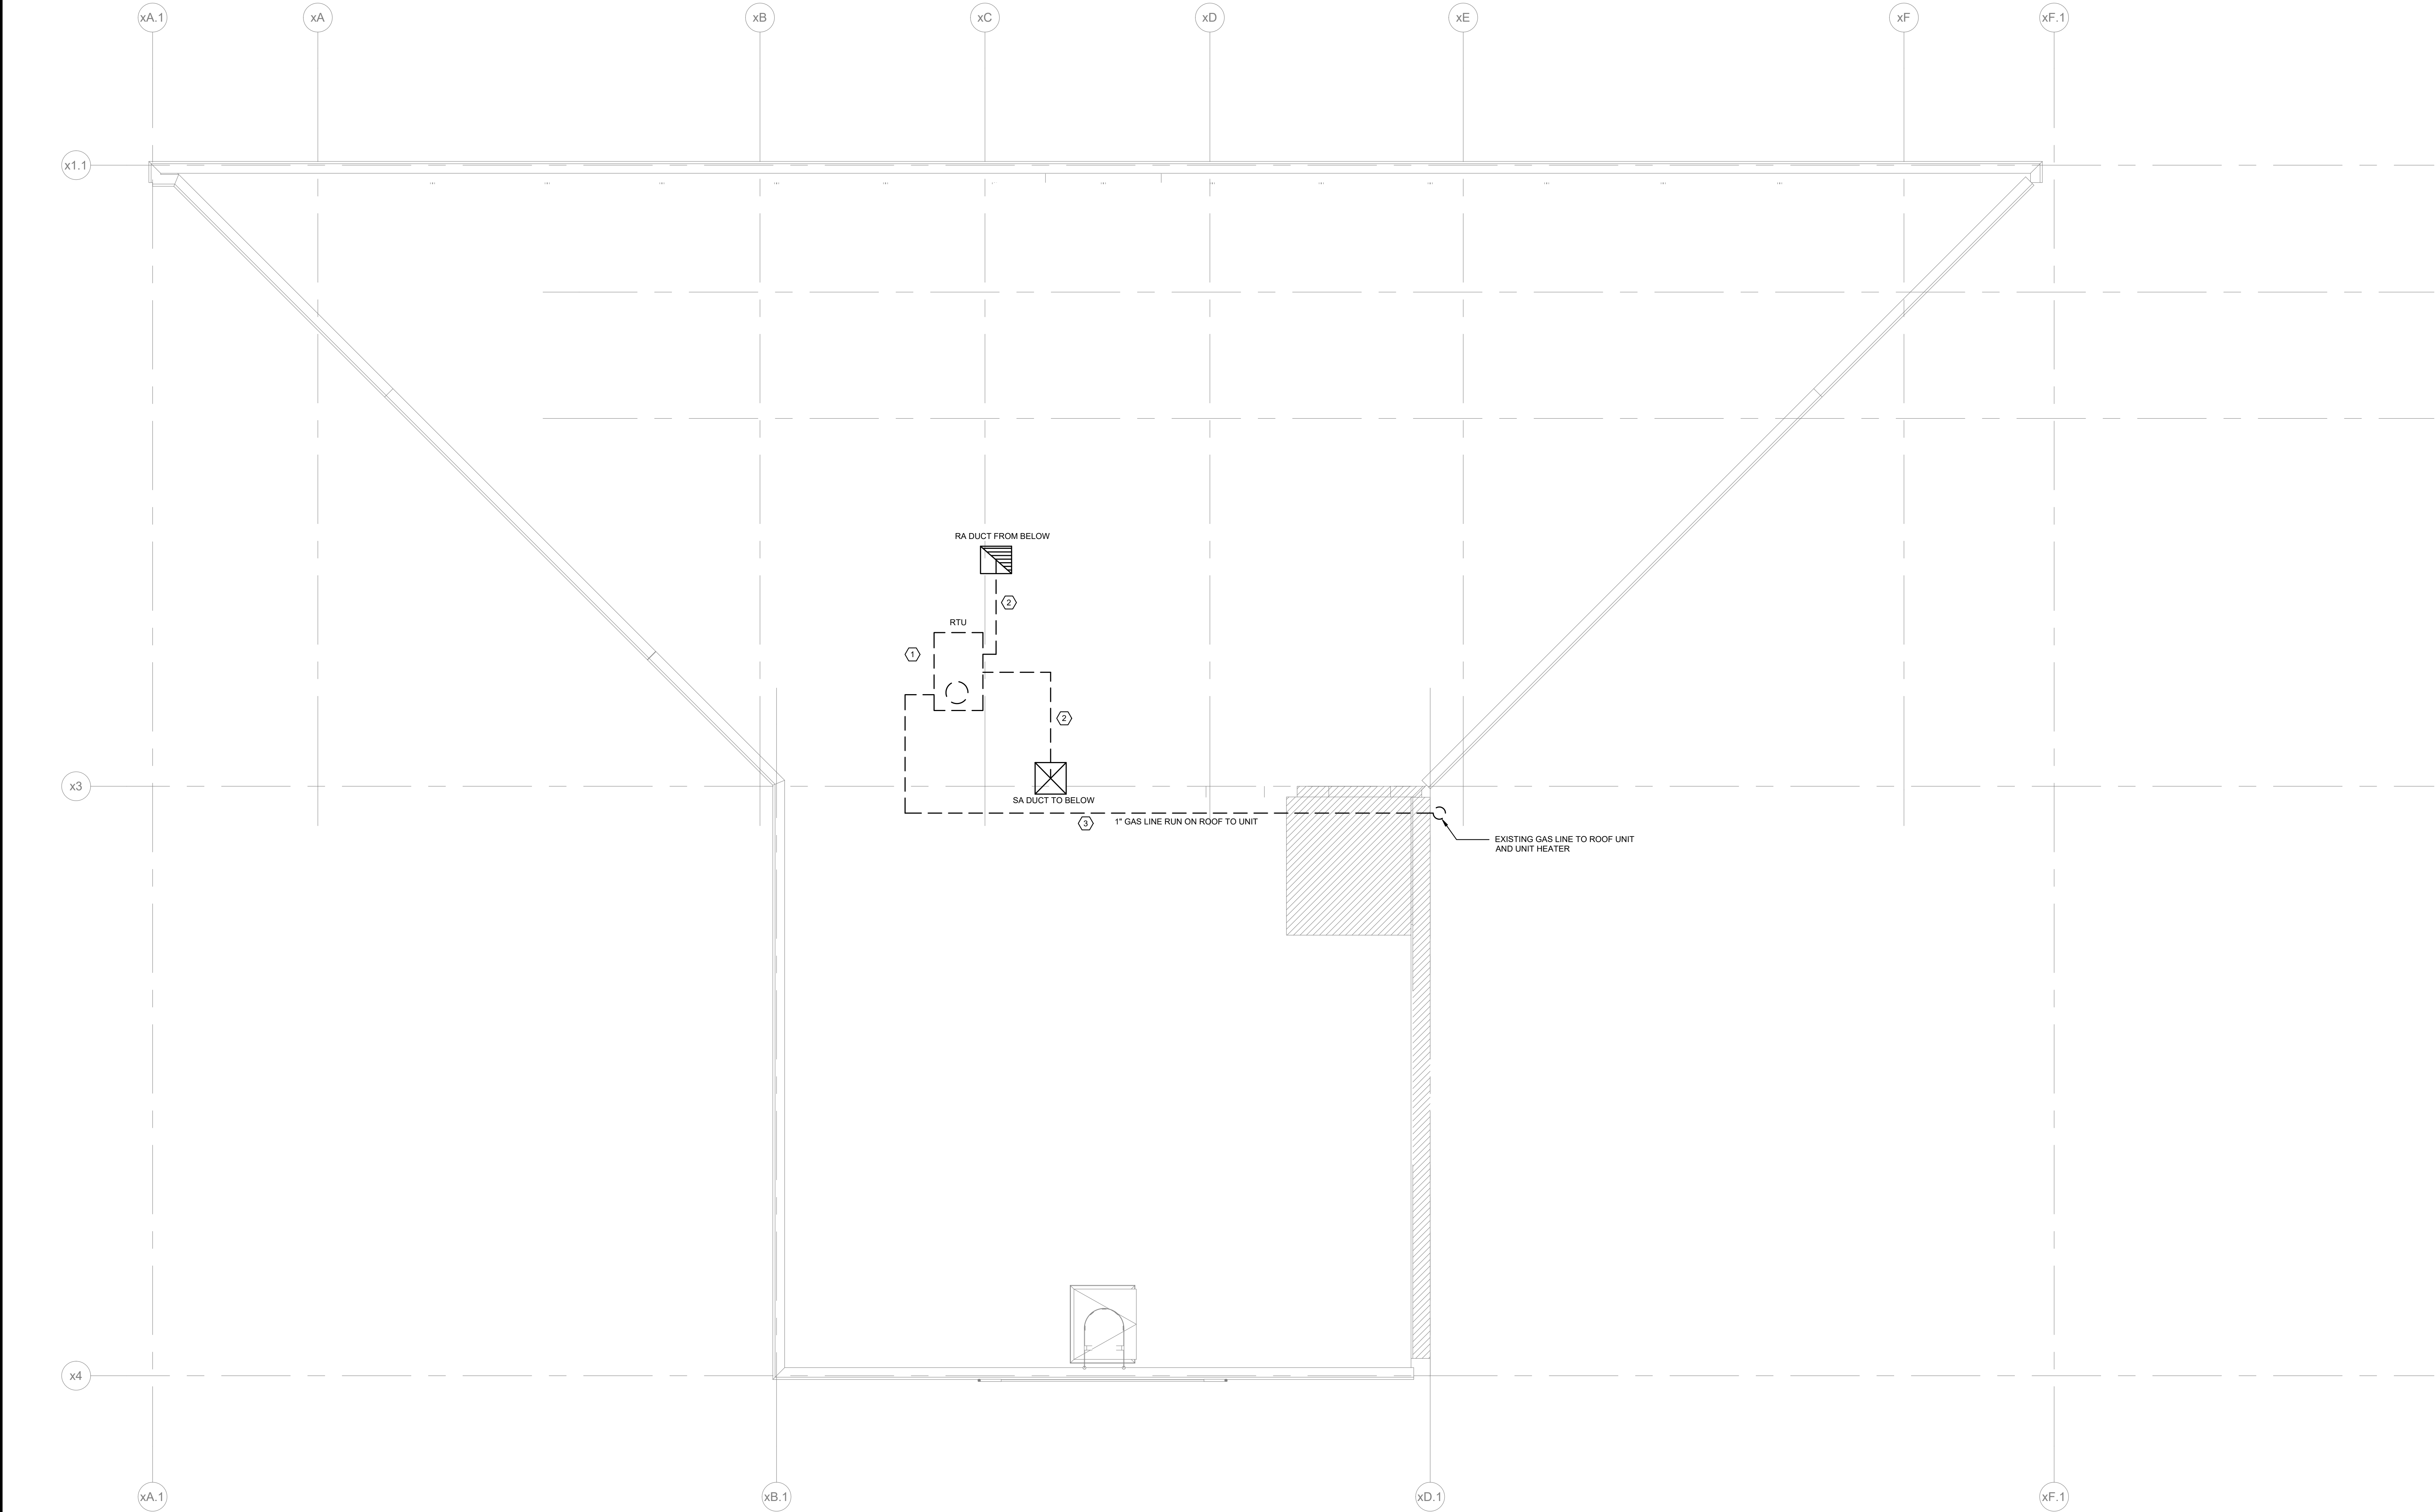 xA.1
xA
xB
xC
xD
xE
xF
xF.1
x1.1
RA DUCT FROM BELOW
2
RTU
1
2
x3
SA DUCT TO BELOW
3
1" GAS LINE RUN ON ROOF TO UNIT
EXISTING GAS LINE TO ROOF UNIT
AND UNIT HEATER
x4
xA.1
xB.1
xD.1
xF.1